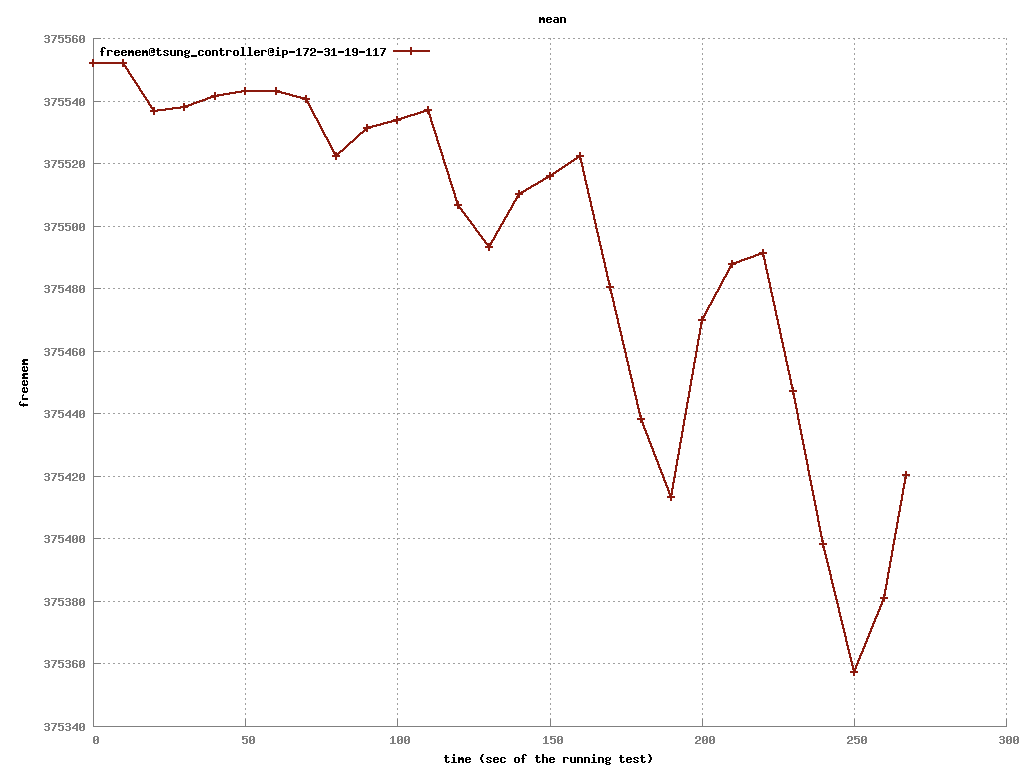 mean
375560
freemem@tsung_controller@ip-172-31-19-117
375540
375520
375500
375480
375460
freemem
375440
375420
375400
375380
375360
375340
0 50 100 150 200 250 300
time (sec of the running test)